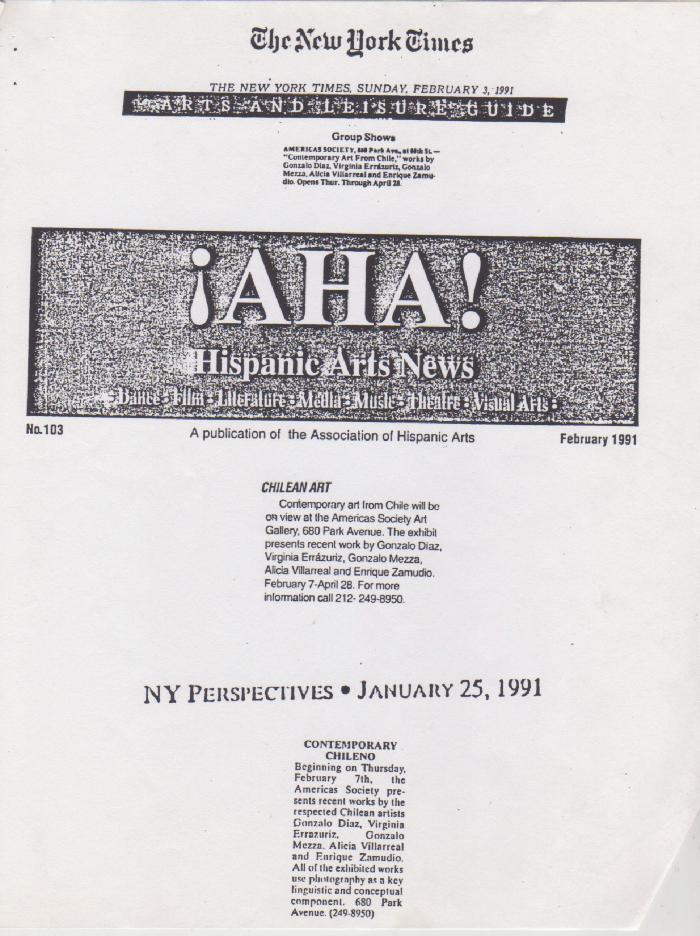 The New York Times
THE NEW YORK TIMES, SUNDAY, FEBRUARY 3, 1991
ARTS AND LEISURE GUIDE
Group Shows
AMERICAS SOCIETY, 680 Park Ave., at 68th St.—
"Contemporary Art From Chile," works by
Gonzalo Diaz, Virginia Errázuriz, Gonzalo
Mezza, Alicia Villarreal and Enrique Zamu-
dio. Opens Thur. Through April 28.
¡AHA!
Hispanic Arts News
• Dance • Film • Literature • Media • Music • Theatre • Visual Arts •
No.103
A publication of the Association of Hispanic Arts
February 1991
CHILEAN ART
Contemporary art from Chile will be
on view at the Americas Society Art
Gallery, 680 Park Avenue. The exhibit
presents recent work by Gonzalo Diaz,
Virginia Errázuriz, Gonzalo Mezza,
Alicia Villarreal and Enrique Zamudio.
February 7-April 28. For more
information call 212- 249-8950.
NY PERSPECTIVES • JANUARY 25, 1991
CONTEMPORARY
CHILENO
Beginning on Thursday,
February 7th, the
Americas Society pre-
sents recent works by the
respected Chilean artists
Gonzalo Diaz, Virginia
Errazuriz, Gonzalo
Mezza, Alicia Villarreal
and Enrique Zamudio.
All of the exhibited works
use photography as a key
linguistic and conceptual
component. 680 Park
Avenue. (249-8950)